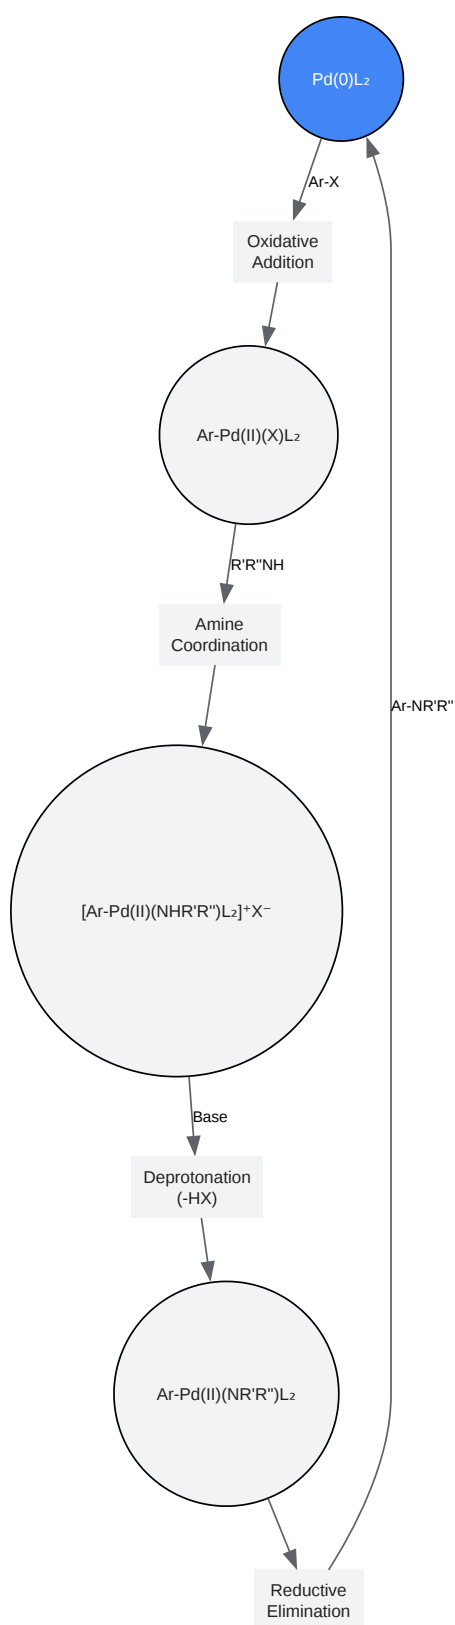 Pd(0)L₂
Ar-X
Oxidative
Addition
Ar-Pd(II)(X)L₂
R'R"NH
Amine
Coordination
Ar-NR'R"
[Ar-Pd(II)(NHR'R")L₂]⁺X⁻
Base
Deprotonation
(-HX)
Ar-Pd(II)(NR'R")L₂
Reductive
Elimination